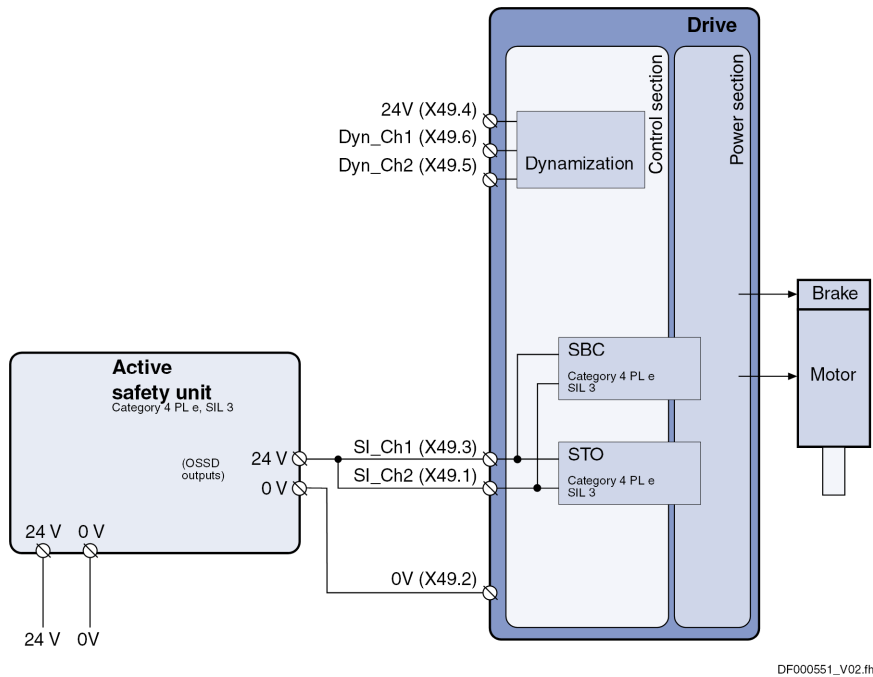 Drive
Control section
Power section
24V (X49.4)
Dyn_Ch1 (X49.6)
Dyn_Ch2 (X49.5)
Dynamization
Brake
Motor
SBC
Category 4 PL e
SIL 3
Active
safety unit
Category 4 PL e, SIL 3
(OSSD
outputs)
24 V
0 V
SI_Ch1 (X49.3)
SI_Ch2 (X49.1)
STO
Category 4 PL e
SIL 3
24 V 0 V
0V (X49.2)
24 V 0V
DF000551_V02.fh